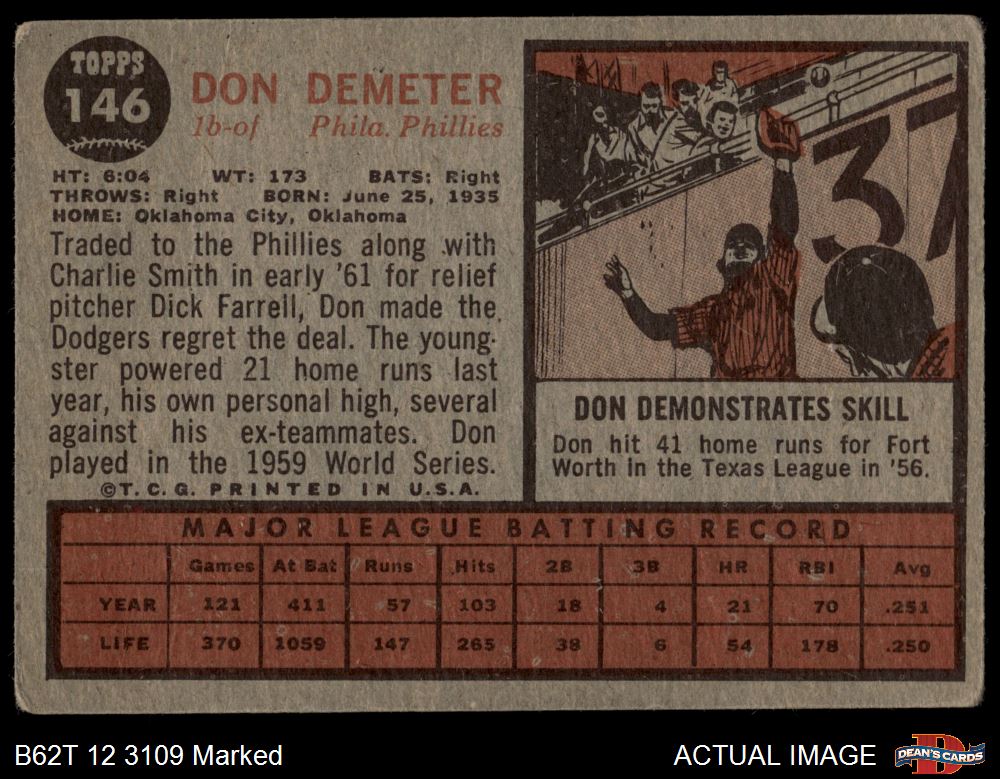 TOPPS
146
DON DEMETER
1b-of Phila. Phillies
HT: 6:04 WT: 173 BATS: Right
THROWS: Right BORN: June 25, 1935
HOME: Oklahoma City, Oklahoma
Traded to the Phillies along with
Charlie Smith in early '61 for relief
pitcher Dick Farrell, Don made the
Dodgers regret the deal. The young-
ster powered 21 home runs last
year, his own personal high, several
against his ex-teammates. Don
played in the 1959 World Series.
©T.C.G. PRINTED IN U.S.A.
37
DON DEMONSTRATES SKILL
Don hit 41 home runs for Fort
Worth in the Texas League in '56.
MAJOR LEAGUE BATTING RECORD
Games At Bat Runs Hits 2B 3B HR RBI Avg
YEAR 121 411 57 103 18 4 21 70 .251
LIFE 370 1059 147 265 38 6 54 178 .250
B62T 12 3109 Marked
ACTUAL IMAGE
DEAN'S CARDS